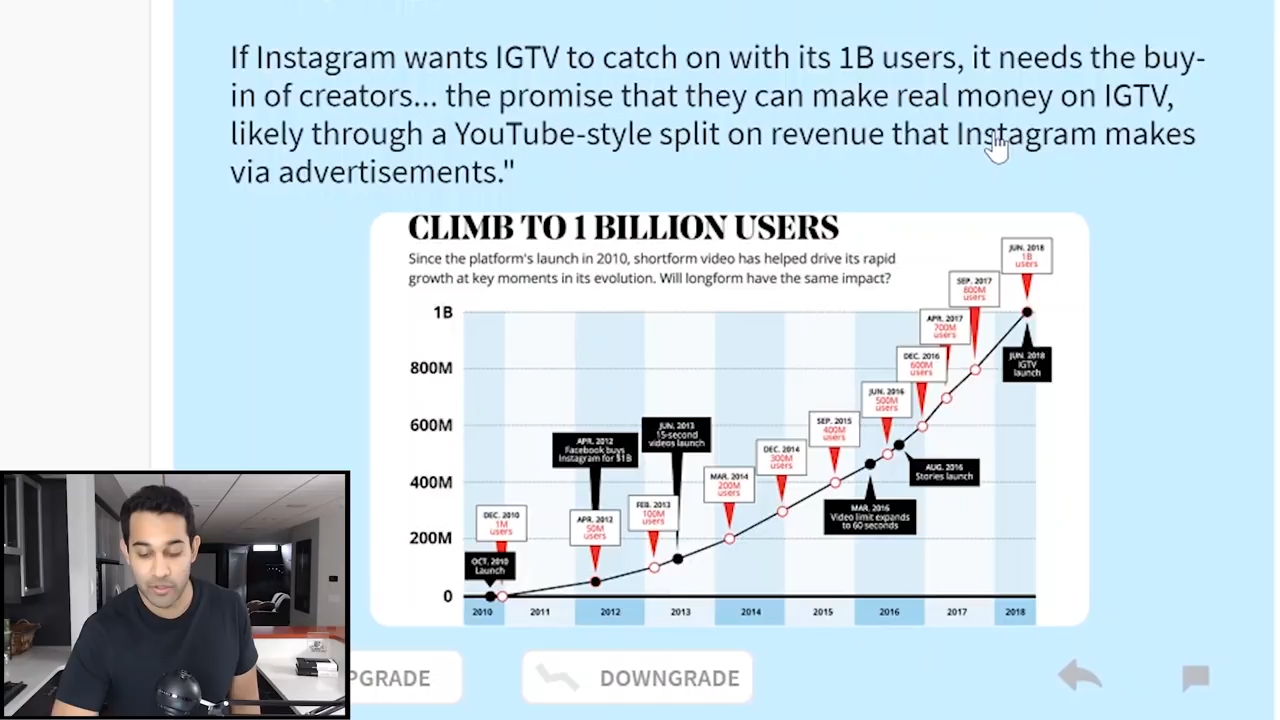 If Instagram wants IGTV to catch on with its 1B users, it needs the buy-
in of creators... the promise that they can make real money on IGTV,
likely through a YouTube-style split on revenue that Instagram makes
via advertisements."
CLIMB TO 1 BILLION USERS
Since the platform's launch in 2010, shortform video has helped drive its rapid
growth at key moments in its evolution. Will longform have the same impact?
1B
800M
600M
400M
200M
0
OCT. 2010
Launch
DEC. 2010
1M
users
APR. 2012
Facebook buys
Instagram for $1B
APR. 2012
50M
users
FEB. 2013
100M
users
JUN. 2013
15-second
videos launch
MAR. 2014
200M
users
DEC. 2014
300M
users
SEP. 2015
400M
users
MAR. 2016
Video limit expands
to 60 seconds
JUN. 2016
500M
users
AUG. 2016
Stories launch
DEC. 2016
600M
users
APR. 2017
700M
users
SEP. 2017
800M
users
JUN. 2018
1B
users
JUN. 2018
IGTV
launch
2010 2011 2012 2013 2014 2015 2016 2017 2018
PGRADE
DOWNGRADE